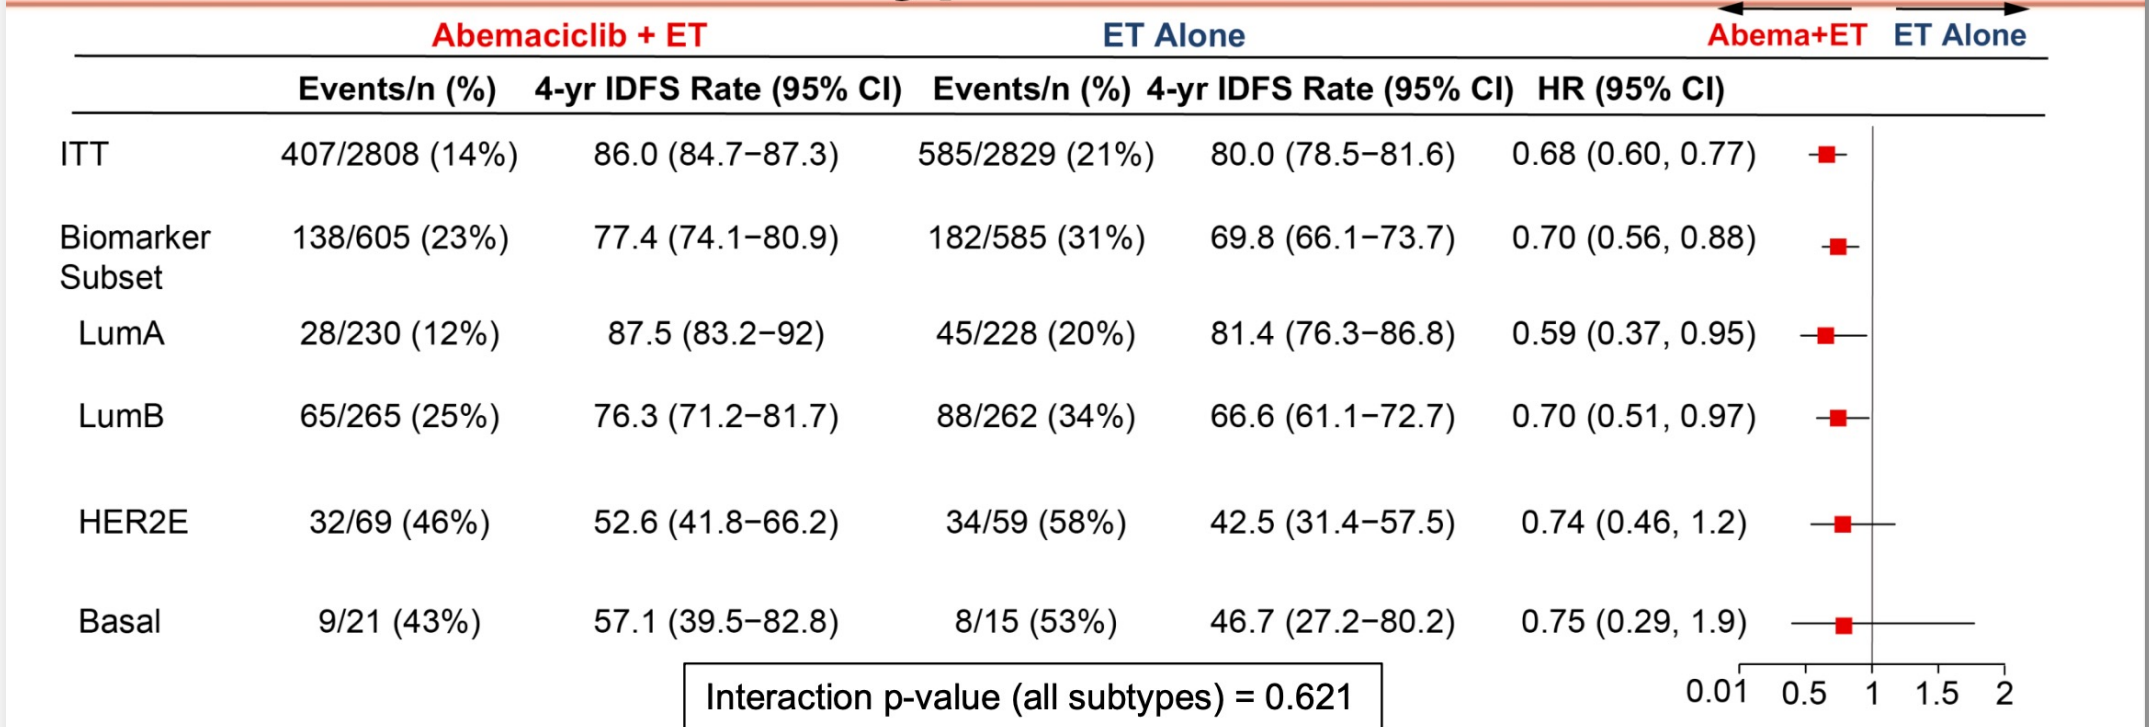 Abemaciclib + ET ET Alone Abema+ET ET Alone
Events/n (%) 4-yr IDFS Rate (95% CI) Events/n (%) 4-yr IDFS Rate (95% CI) HR (95% CI)
ITT 407/2808 (14%) 86.0 (84.7−87.3) 585/2829 (21%) 80.0 (78.5−81.6) 0.68 (0.60, 0.77)
Biomarker 138/605 (23%) 77.4 (74.1−80.9) 182/585 (31%) 69.8 (66.1−73.7) 0.70 (0.56, 0.88)
Subset
LumA 28/230 (12%) 87.5 (83.2−92) 45/228 (20%) 81.4 (76.3−86.8) 0.59 (0.37, 0.95)
LumB 65/265 (25%) 76.3 (71.2−81.7) 88/262 (34%) 66.6 (61.1−72.7) 0.70 (0.51, 0.97)
HER2E 32/69 (46%) 52.6 (41.8−66.2) 34/59 (58%) 42.5 (31.4−57.5) 0.74 (0.46, 1.2)
Basal 9/21 (43%) 57.1 (39.5−82.8) 8/15 (53%) 46.7 (27.2−80.2) 0.75 (0.29, 1.9)
Interaction p-value (all subtypes) = 0.621
0.01 0.5 1 1.5 2